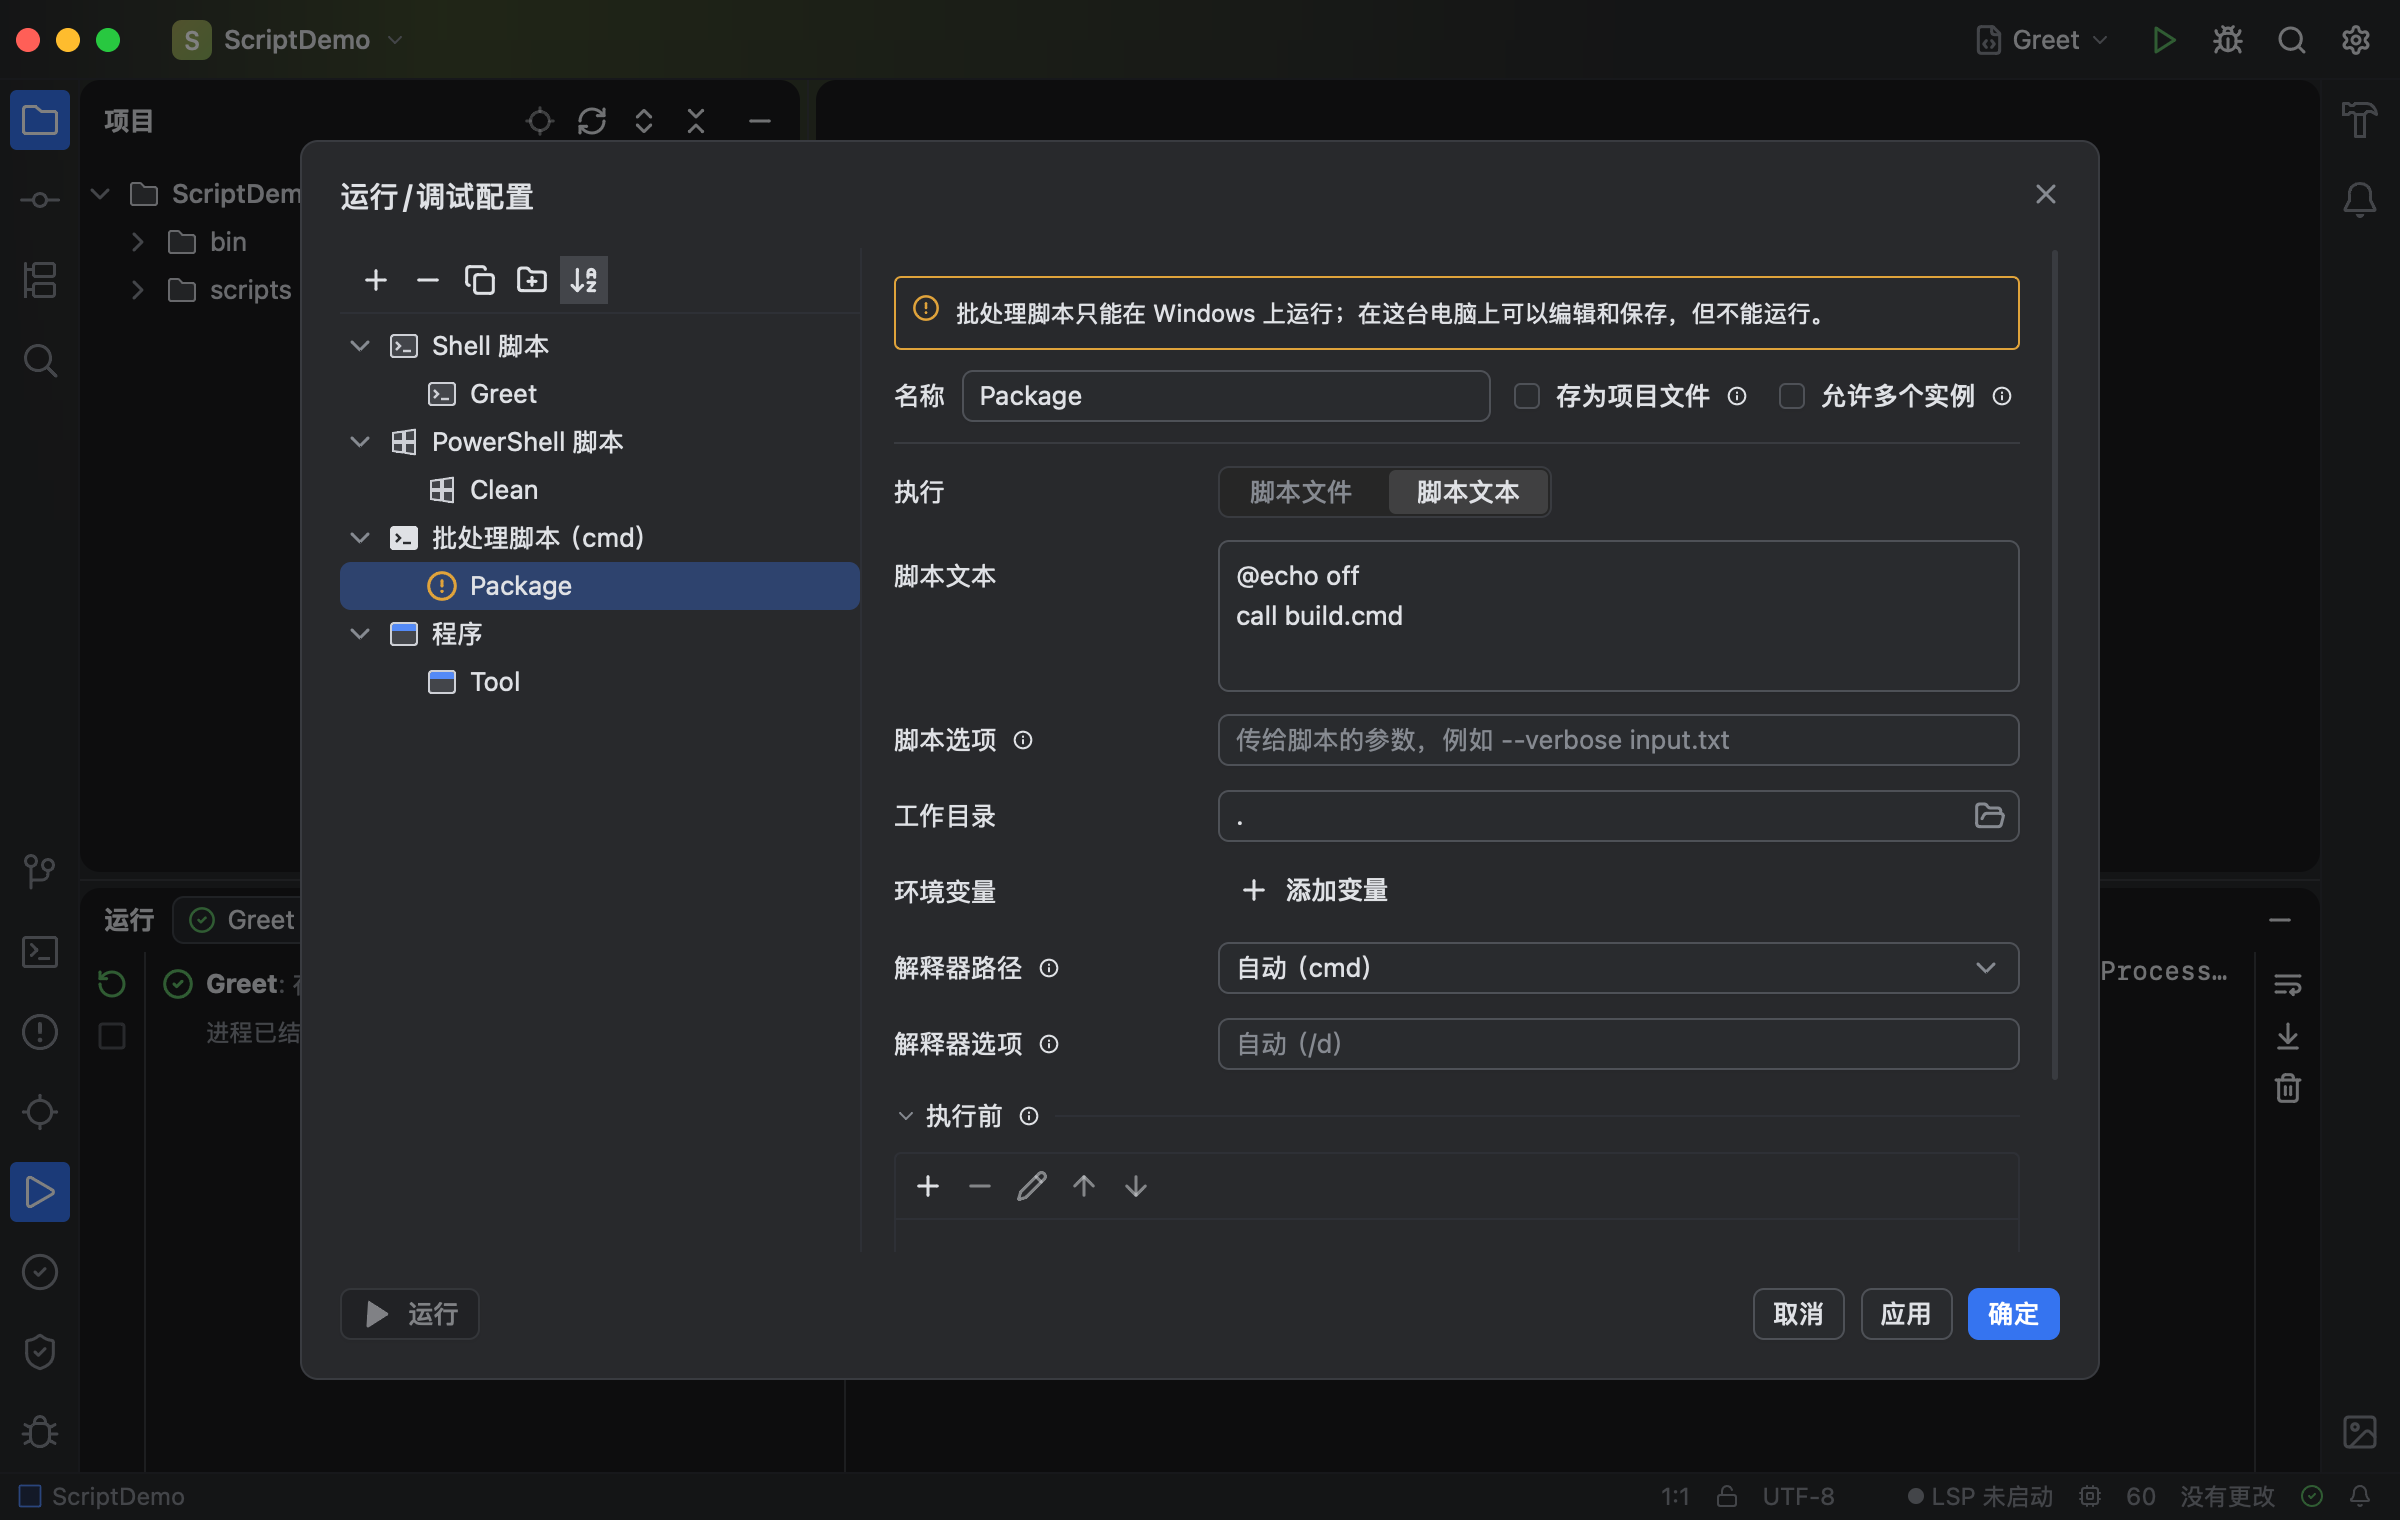 S ScriptDemo
Greet
项目
ScriptDem
bin
scripts
运行/调试配置
Shell 脚本
Greet
PowerShell 脚本
Clean
批处理脚本（cmd）
Package
程序
Tool
批处理脚本只能在 Windows 上运行；在这台电脑上可以编辑和保存，但不能运行。
名称 Package 存为项目文件 允许多个实例
执行 脚本文件 脚本文本
脚本文本 @echo off
call build.cmd
脚本选项 传给脚本的参数，例如 --verbose input.txt
工作目录 .
环境变量 添加变量
解释器路径 自动（cmd）
解释器选项 自动（/d）
执行前
运行 取消 应用 确定
运行 Greet
Greet:
进程已结
Process…
ScriptDemo 1:1 UTF-8 LSP 未启动 60 没有更改